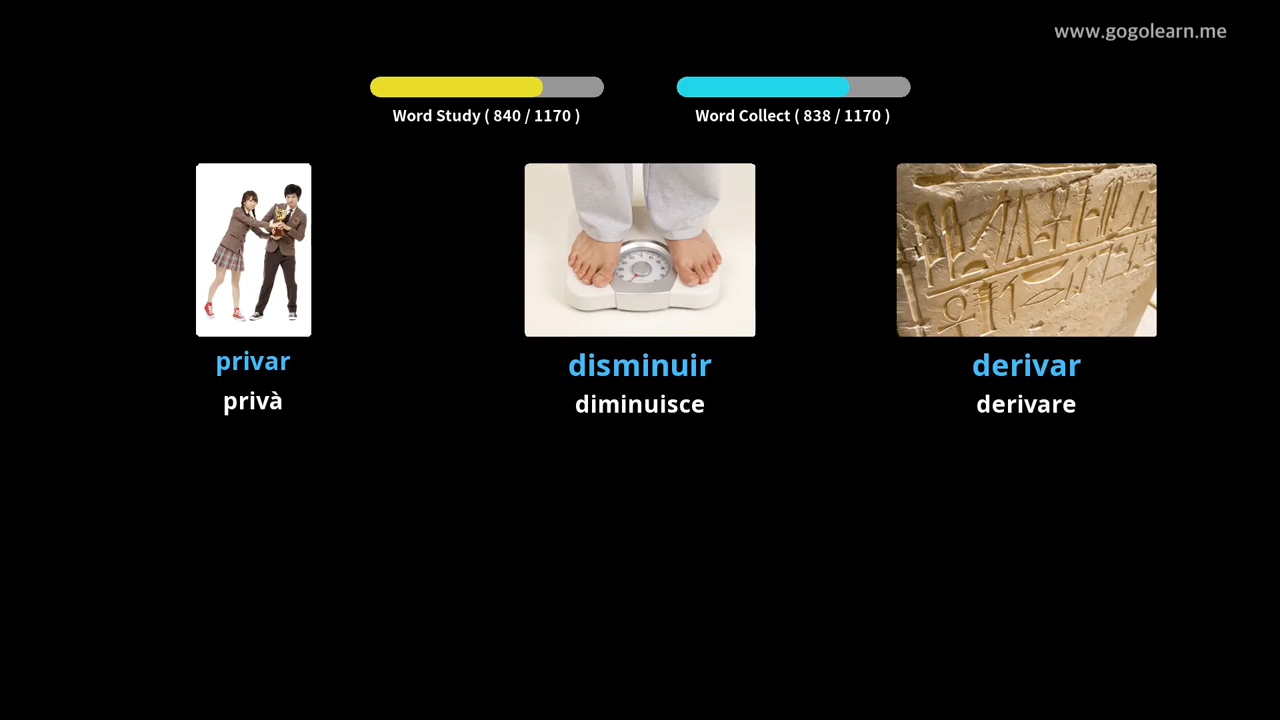 www.gogolearn.me
Word Study ( 840 / 1170 )
Word Collect ( 838 / 1170 )
privar
privà
disminuir
diminuisce
derivar
derivare